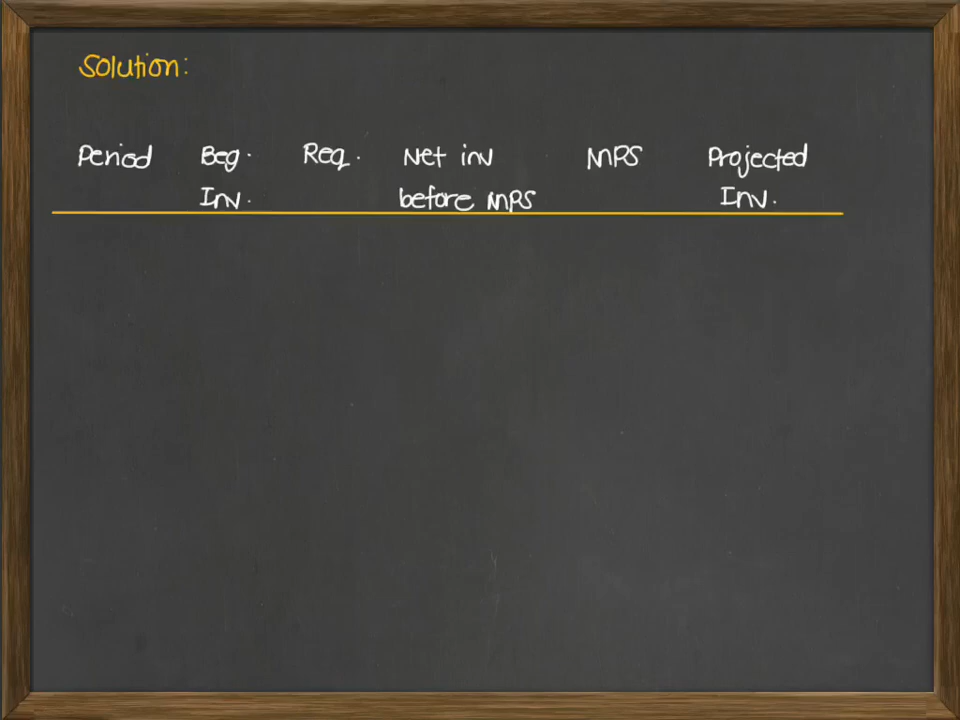 Solution:
Period Beg. Req. Net inv MPS Projected
Inv. before MPS Inv.